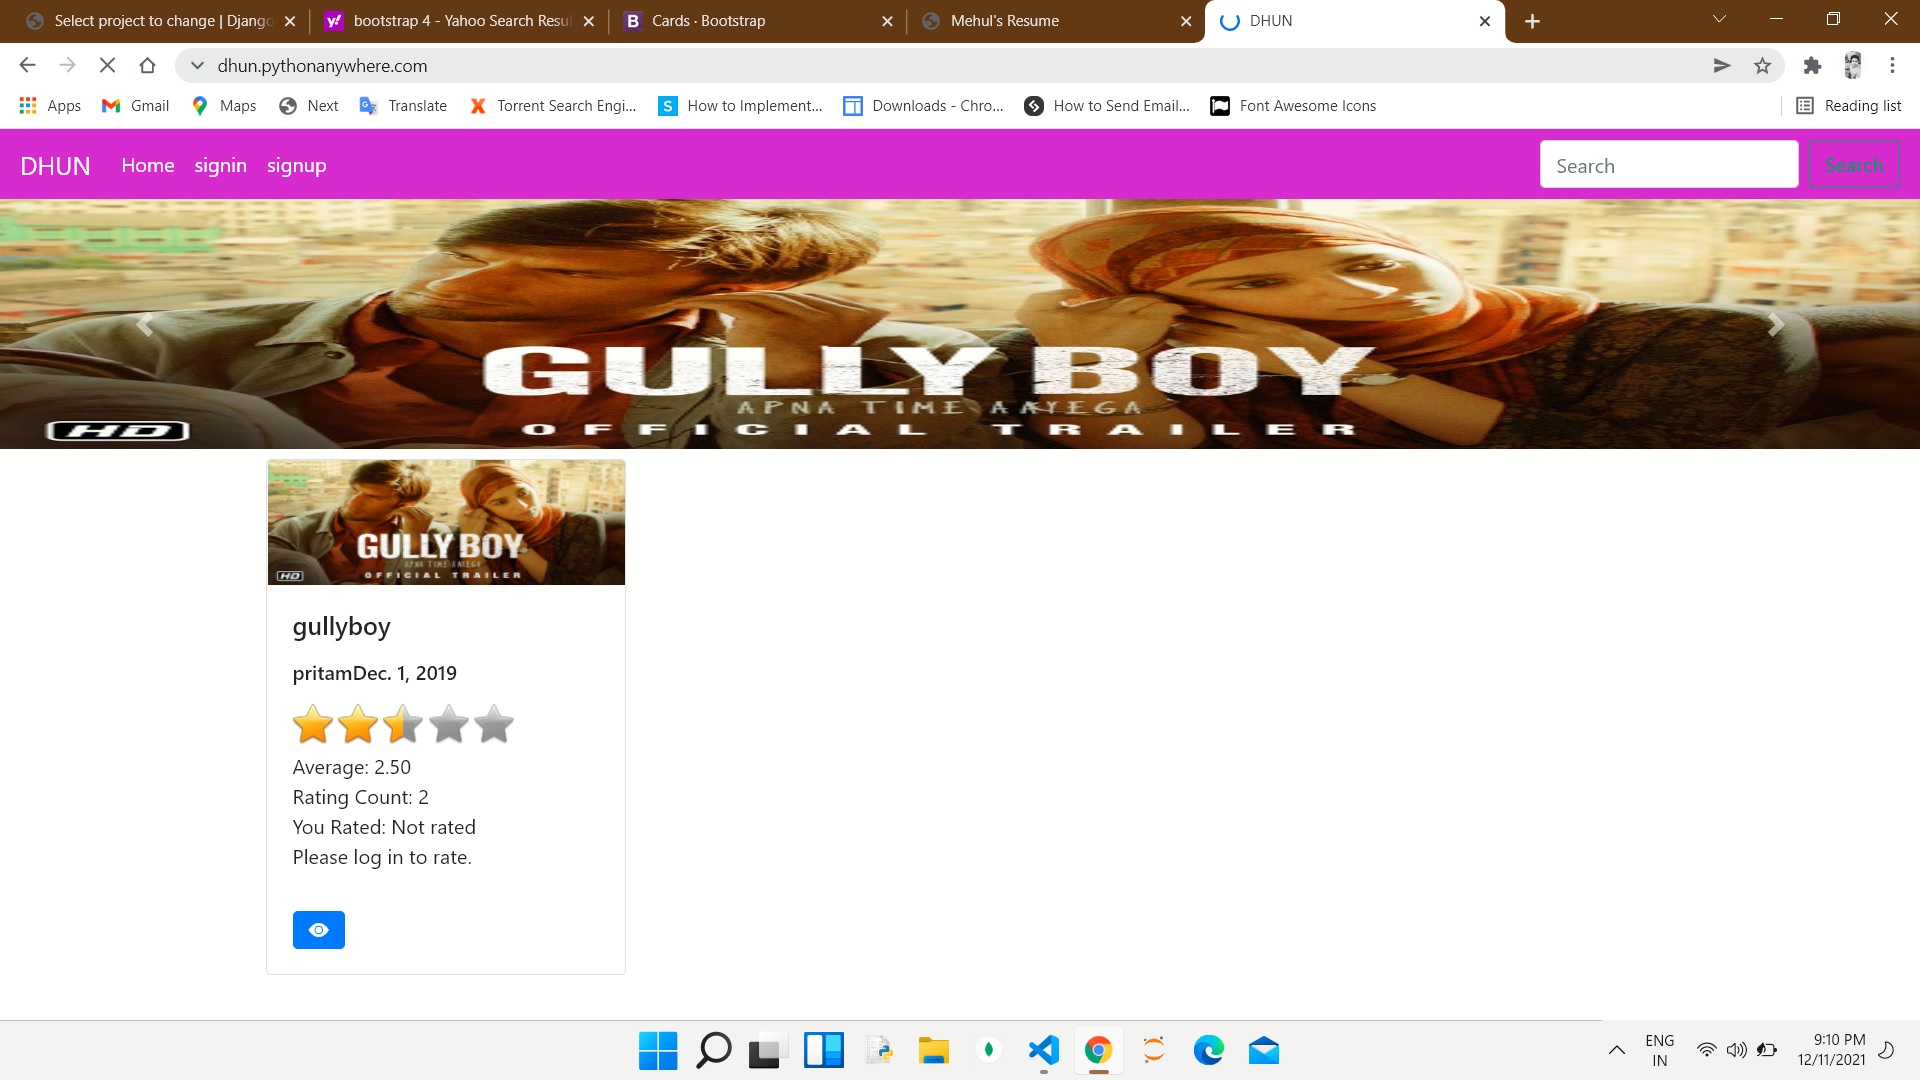 Select project to change | Django
bootstrap 4 - Yahoo Search Resul
Cards · Bootstrap
Mehul's Resume
DHUN
dhun.pythonanywhere.com
Apps
Gmail
Maps
Next
Translate
Torrent Search Engi...
How to Implement...
Downloads - Chro...
How to Send Email...
Font Awesome Icons
Reading list
DHUN
Home
signin
signup
Search
Search
GULLY BOY
APNA TIME AAYEGA
HD
OFFICIAL TRAILER
GULLY BOY
APNA TIME AAYEGA
HD
OFFICIAL TRAILER
gullyboy
pritamDec. 1, 2019
Average: 2.50
Rating Count: 2
You Rated: Not rated
Please log in to rate.
ENG
IN
9:10 PM
12/11/2021